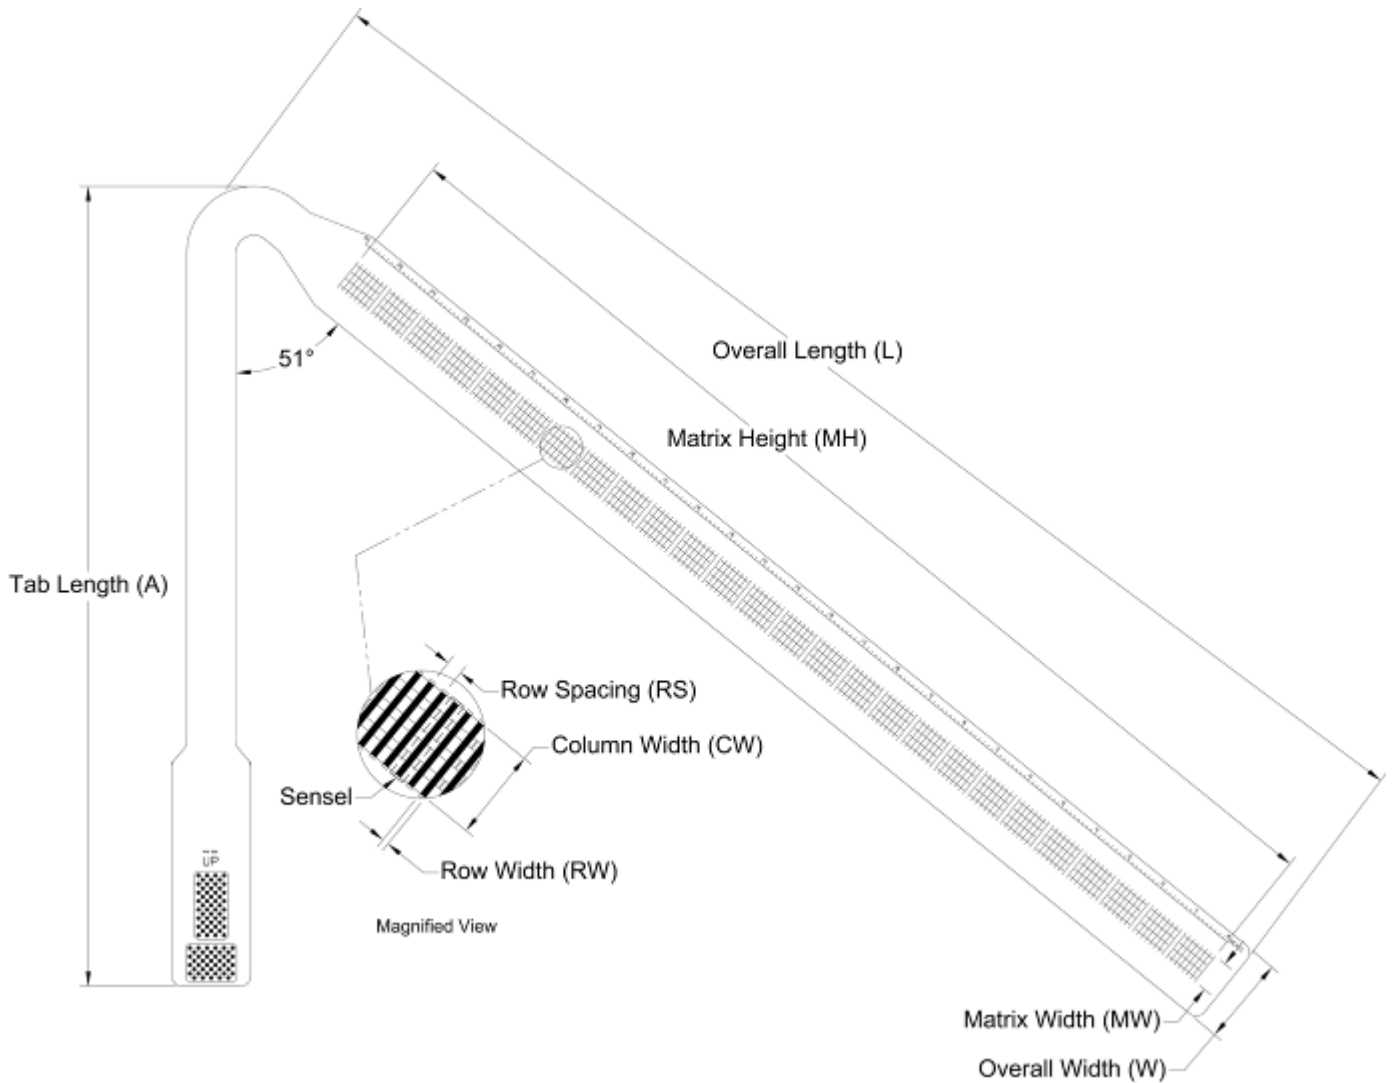 Overall Length (L)
Matrix Height (MH)
51°
Tab Length (A)
Row Spacing (RS)
Column Width (CW)
Sensel
Row Width (RW)
UP
Magnified View
Matrix Width (MW)
Overall Width (W)